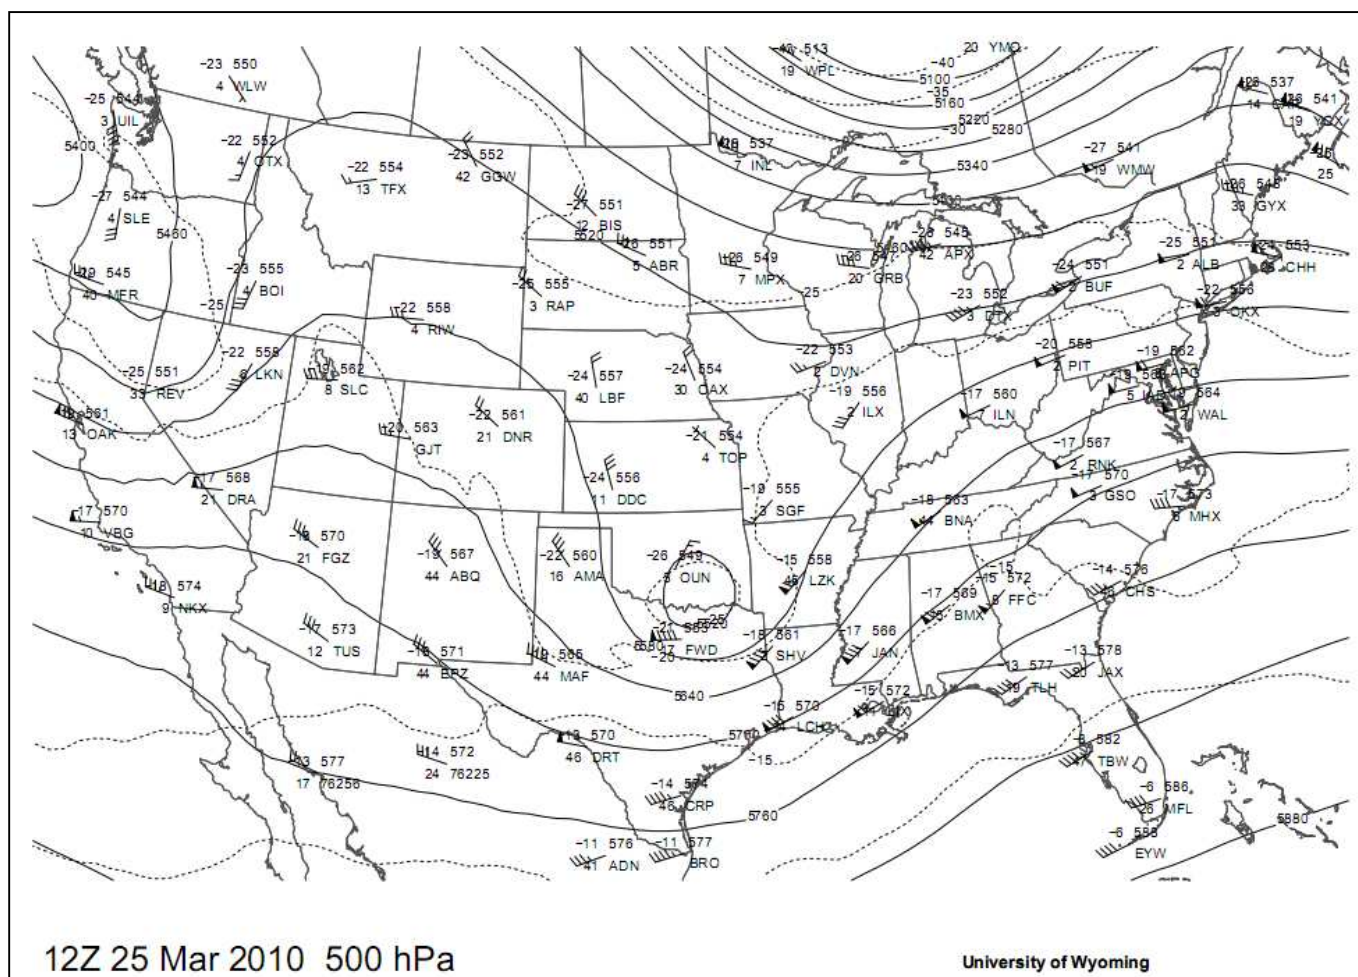 -23 550
4 WLW
513
19 WPL
20 YMO
-40
5100
-35
5160
5220
-30 5280
5340
537
14
541
19 YQX
25
-25 544
3 UIL
5400
-22 552
4 OTX
-22 554
13 TFX
-23 552
42 GGW
537
7 INL
-27 541
19 WMW
-27 544
4 SLE
5460
-27 551
12 BIS
5520
551
5 ABR
-26 549
7 MPX
-26 547
20 GRB
545
42 APX
-25 551
2 ALB
33 GYX
553
CHH
545
40 MFR
-23 555
4 BOI
-25
-22 558
4 RIW
-25 555
3 RAP
-25
-23 552
3 DTX
-24 551
2 BUF
-22 556
OKX
-25 551
33 REV
-22 558
LKN
-19 562
8 SLC
-24 557
40 LBF
-24 554
30 OAX
-22 553
2 DVN
-20 558
2 PIT
-19 562
APG
5 IAD
564
2 WAL
561
13 OAK
-20 563
GJT
-22 561
21 DNR
-21 554
4 TOP
-19 556
2 ILX
-17 560
ILN
-17 567
2 RNK
-17 568
21 DRA
-24 556
11 DDC
-19 555
3 SGF
-18 563
BNA
-17 570
3 GSO
-17 573
MHX
-17 570
10 VBG
570
21 FGZ
-19 567
44 ABQ
-22 560
16 AMA
-26 549
OUN
-15 558
LZK
-15
-15 572
FFC
-14 576
CHS
-18 574
9 NKX
-17 573
12 TUS
571
44 EPZ
565
44 MAF
-25
5520
5580
-20
FWD
-18 561
SHV
-17 566
JAN
-17 569
BMX
-13 577
TLH
-13 578
20 JAX
5640
-13 577
17 76256
-14 572
24 76225
-13 570
46 DRT
-15 570
LCH
5700
-15
-15 572
582
TBW
-14 574
46 CRP
5760
-6 586
26 MFL
5880
-11 576
41 ADN
-11 577
BRO
-6 588
EYW
12Z 25 Mar 2010 500 hPa
University of Wyoming